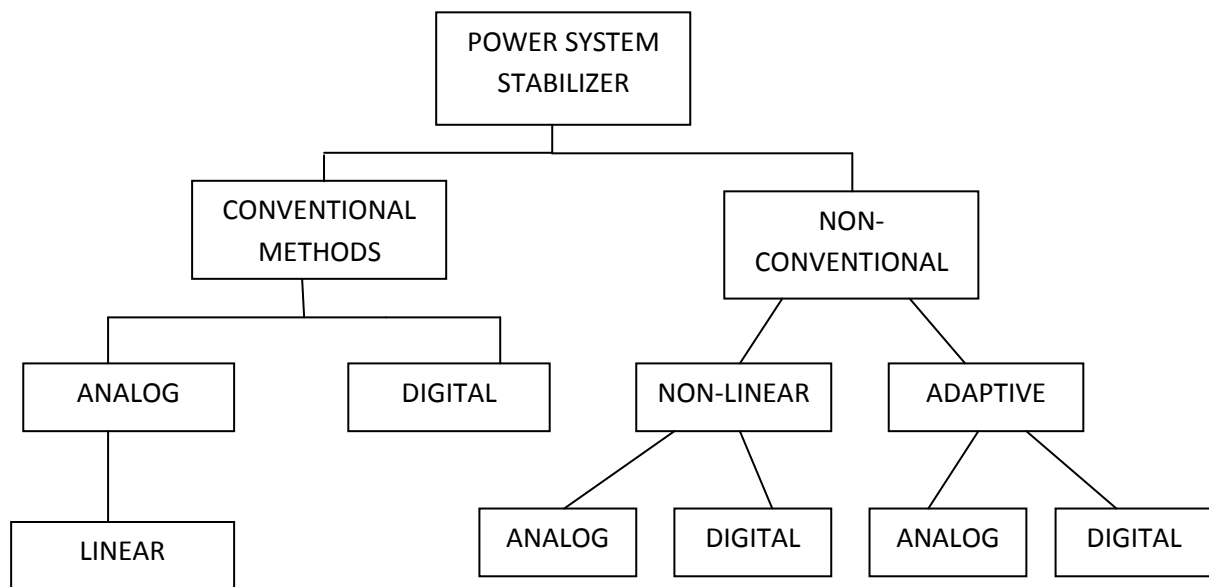 POWER SYSTEM
STABILIZER
CONVENTIONAL
METHODS
NON-
CONVENTIONAL
ANALOG
DIGITAL
NON-LINEAR
ADAPTIVE
LINEAR
ANALOG
DIGITAL
ANALOG
DIGITAL